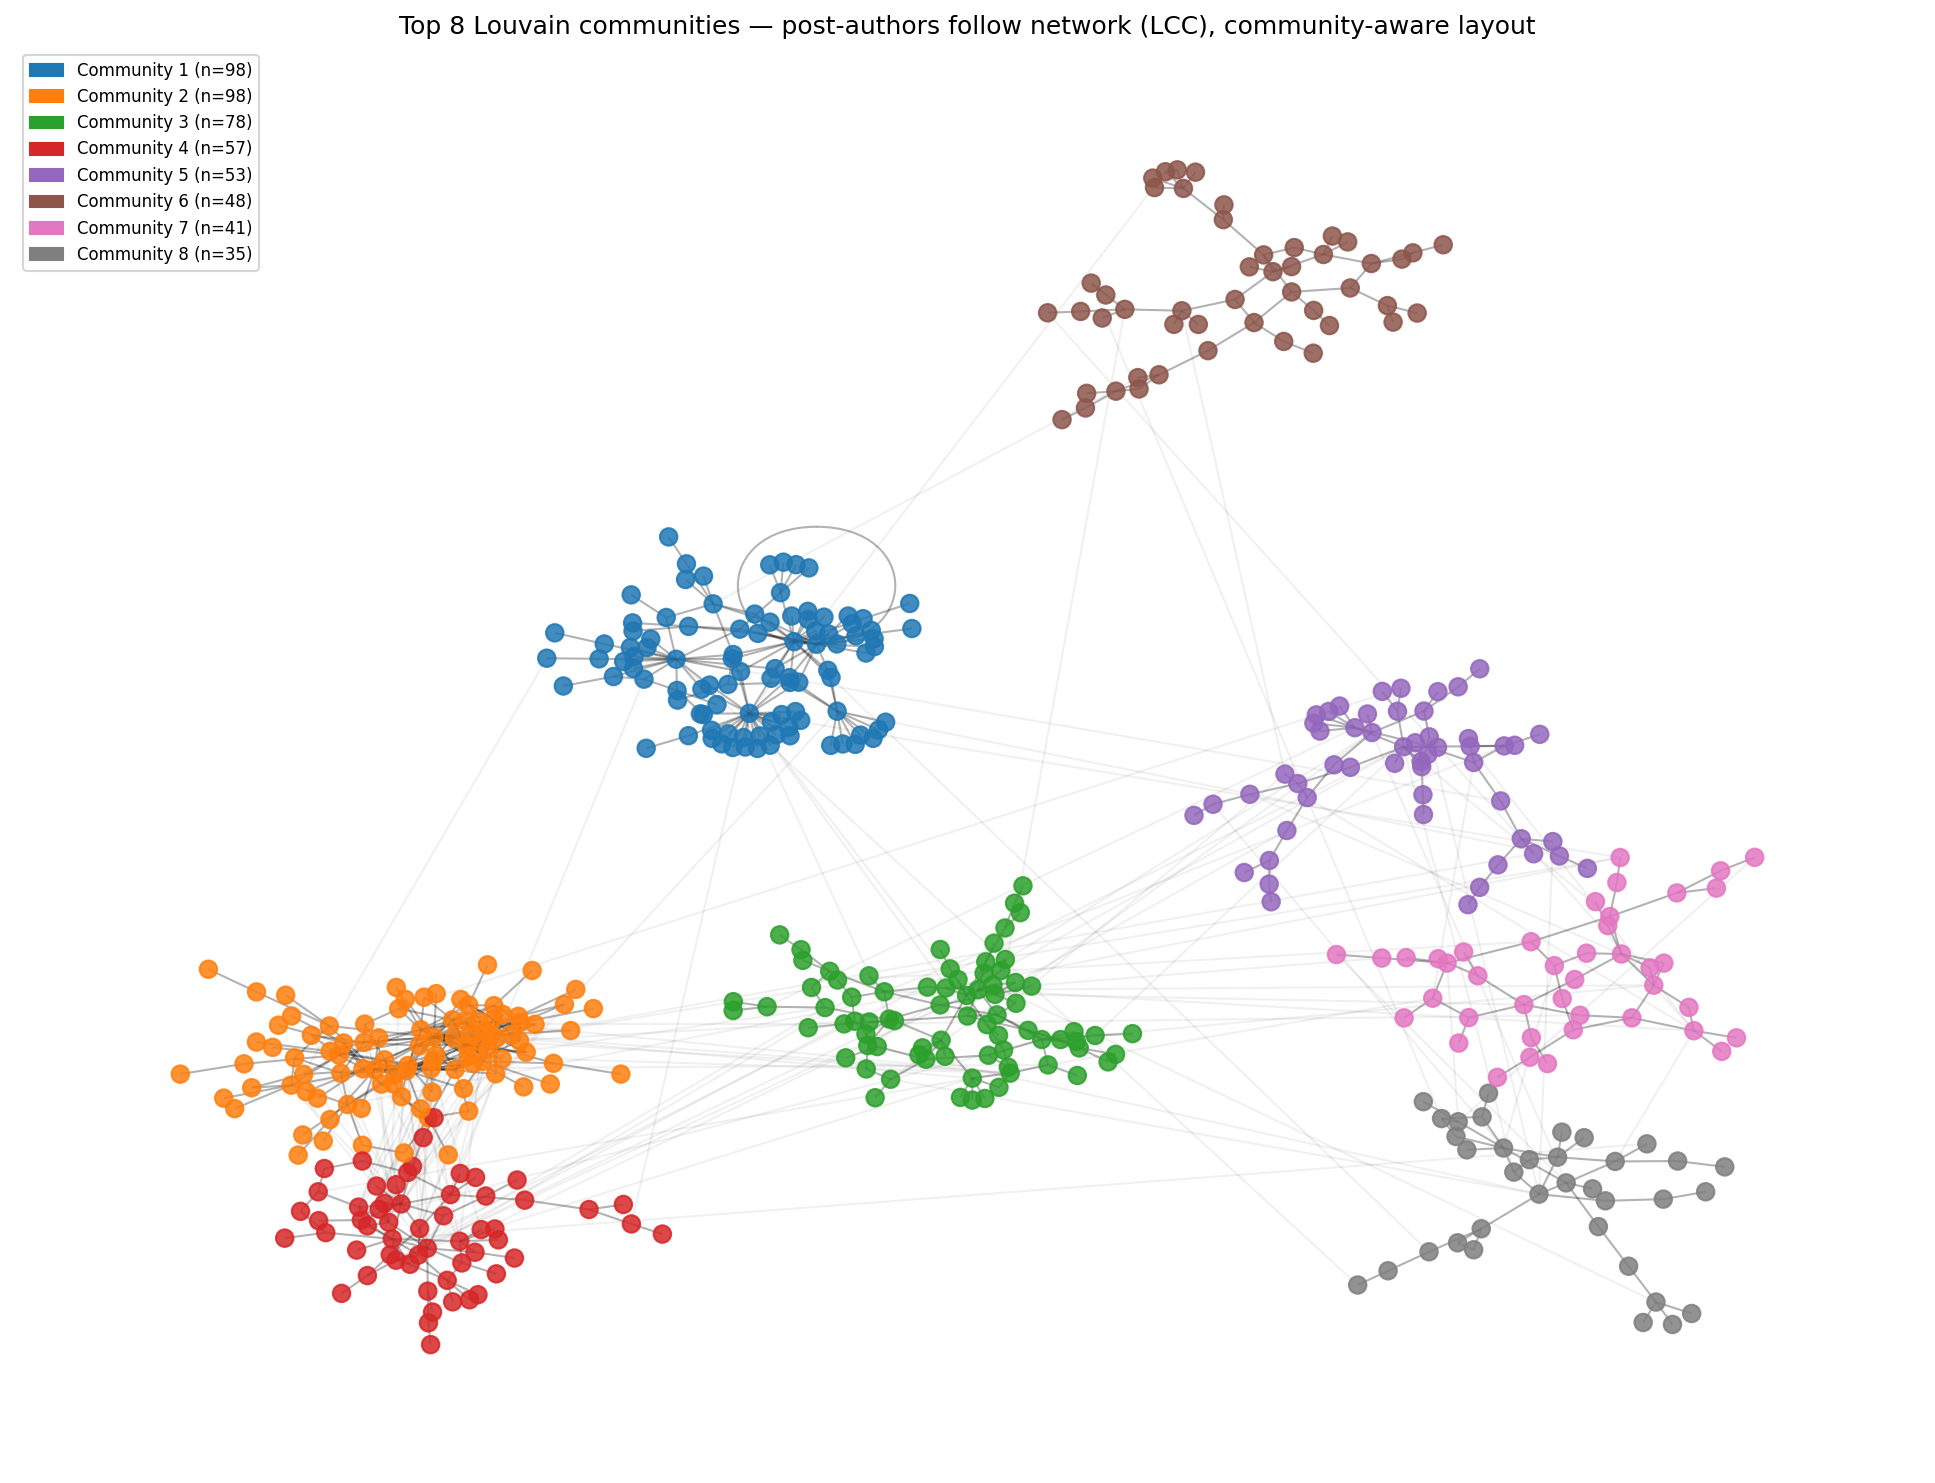 Top 8 Louvain communities — post-authors follow network (LCC), community-aware layout
Community 1 (n=98)
Community 2 (n=98)
Community 3 (n=78)
Community 4 (n=57)
Community 5 (n=53)
Community 6 (n=48)
Community 7 (n=41)
Community 8 (n=35)